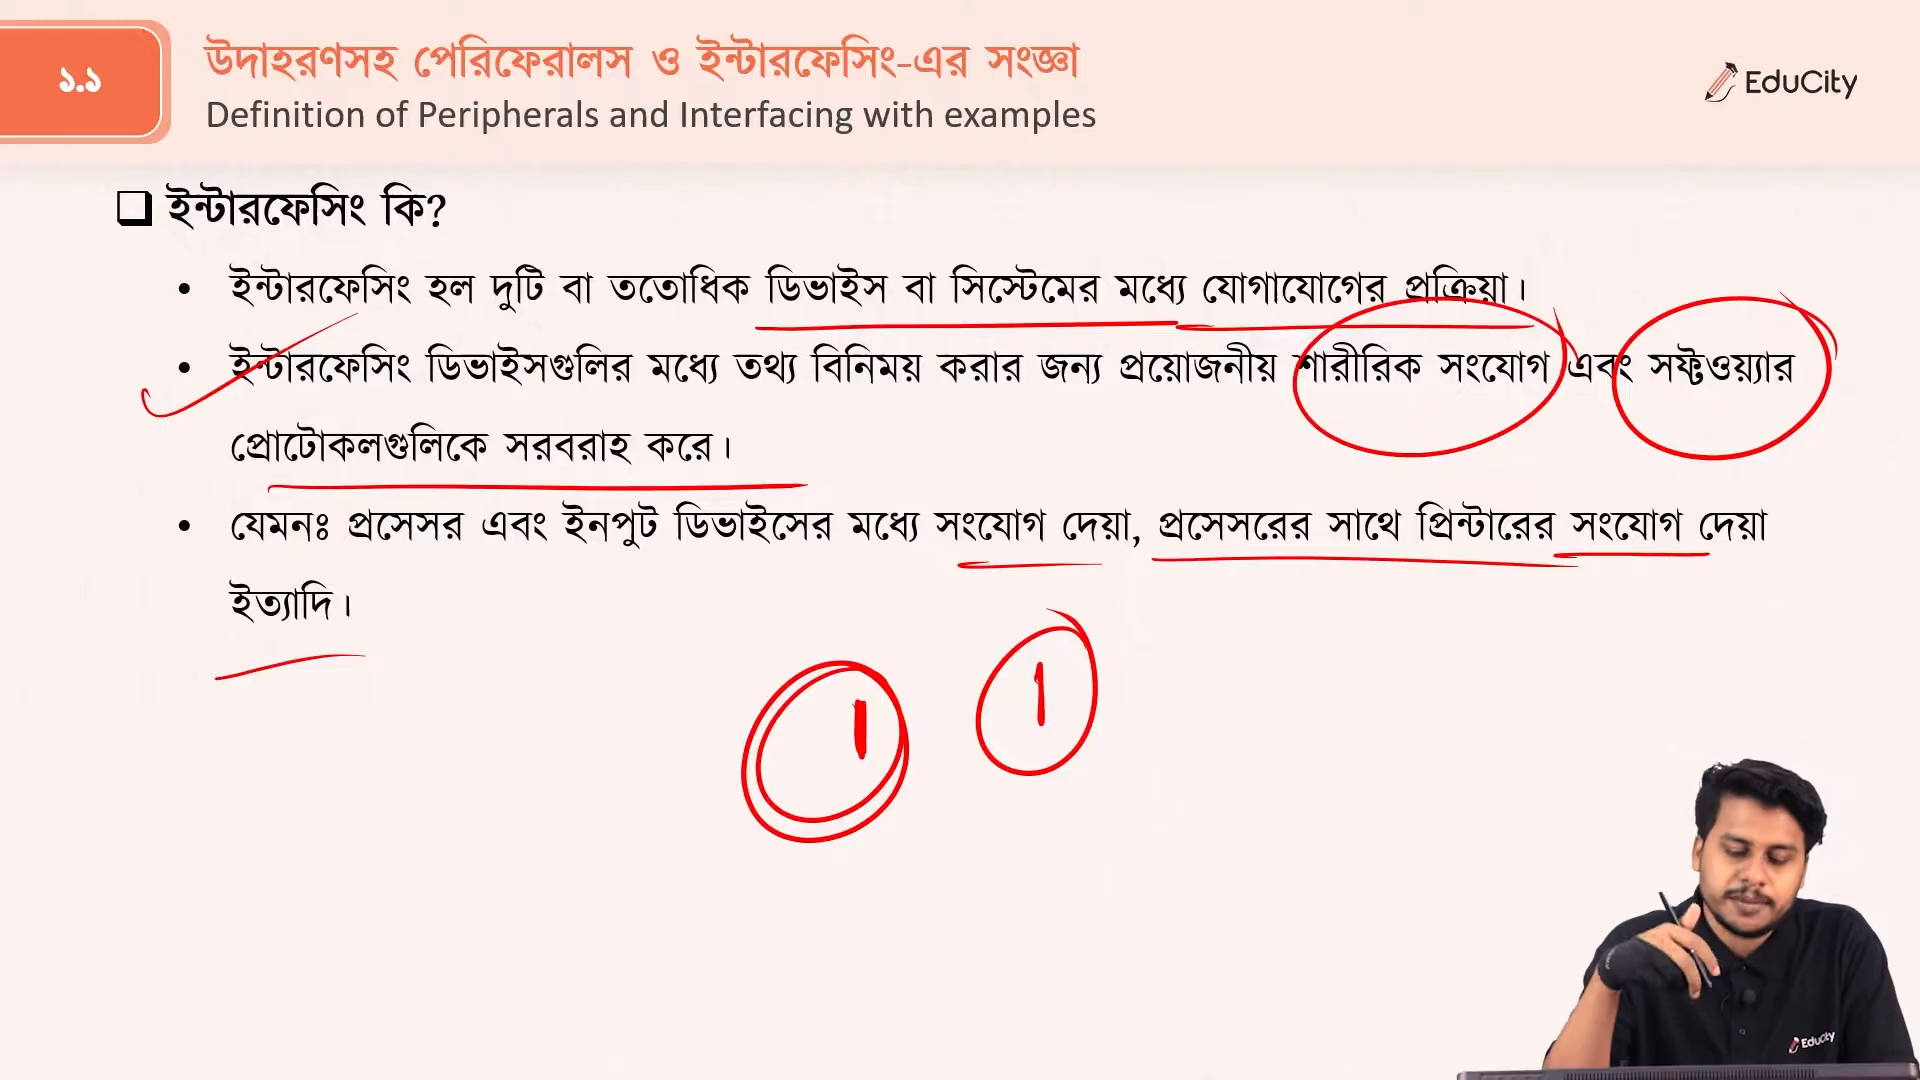 ১.১
উদাহরণসহ পেরিফেরালস ও ইন্টারফেসিং-এর সংজ্ঞা
Definition of Peripherals and Interfacing with examples
EduCity
ইন্টারফেসিং কি?
• ইন্টারফেসিং হল দুটি বা ততোধিক ডিভাইস বা সিস্টেমের মধ্যে যোগাযোগের প্রক্রিয়া।
• ইন্টারফেসিং ডিভাইসগুলির মধ্যে তথ্য বিনিময় করার জন্য প্রয়োজনীয় শারীরিক সংযোগ এবং সফ্টওয়্যার
প্রোটোকলগুলিকে সরবরাহ করে।
• যেমনঃ প্রসেসর এবং ইনপুট ডিভাইসের মধ্যে সংযোগ দেয়া, প্রসেসরের সাথে প্রিন্টারের সংযোগ দেয়া
ইত্যাদি।
1 1
EduCity